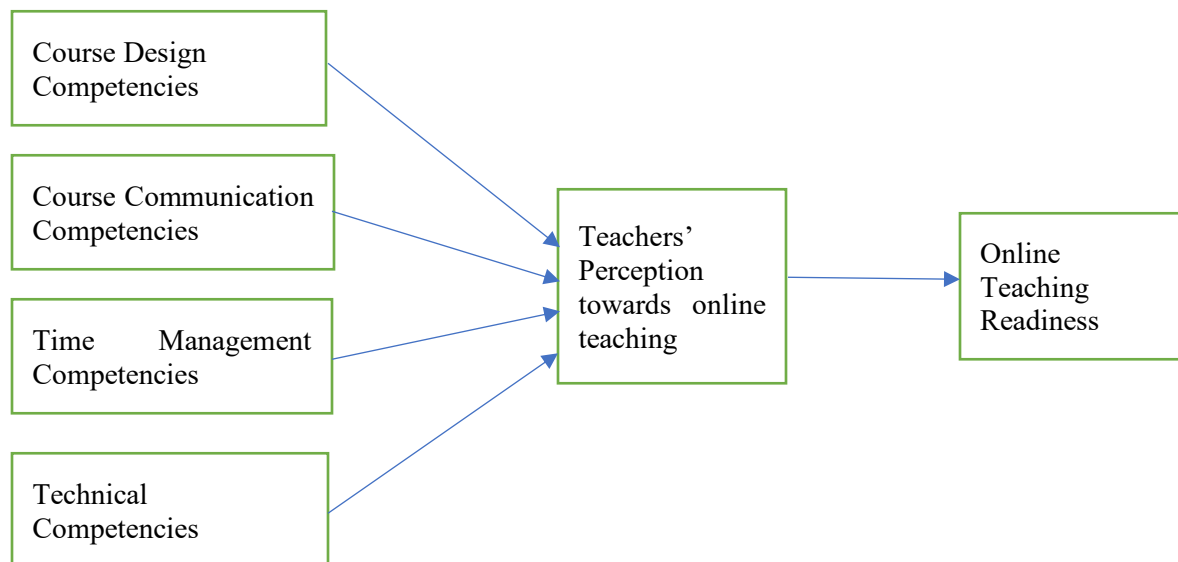 Course Design
Competencies
Course Communication
Competencies
Time Management
Competencies
Technical
Competencies
Teachers’
Perception
towards online
teaching
Online
Teaching
Readiness